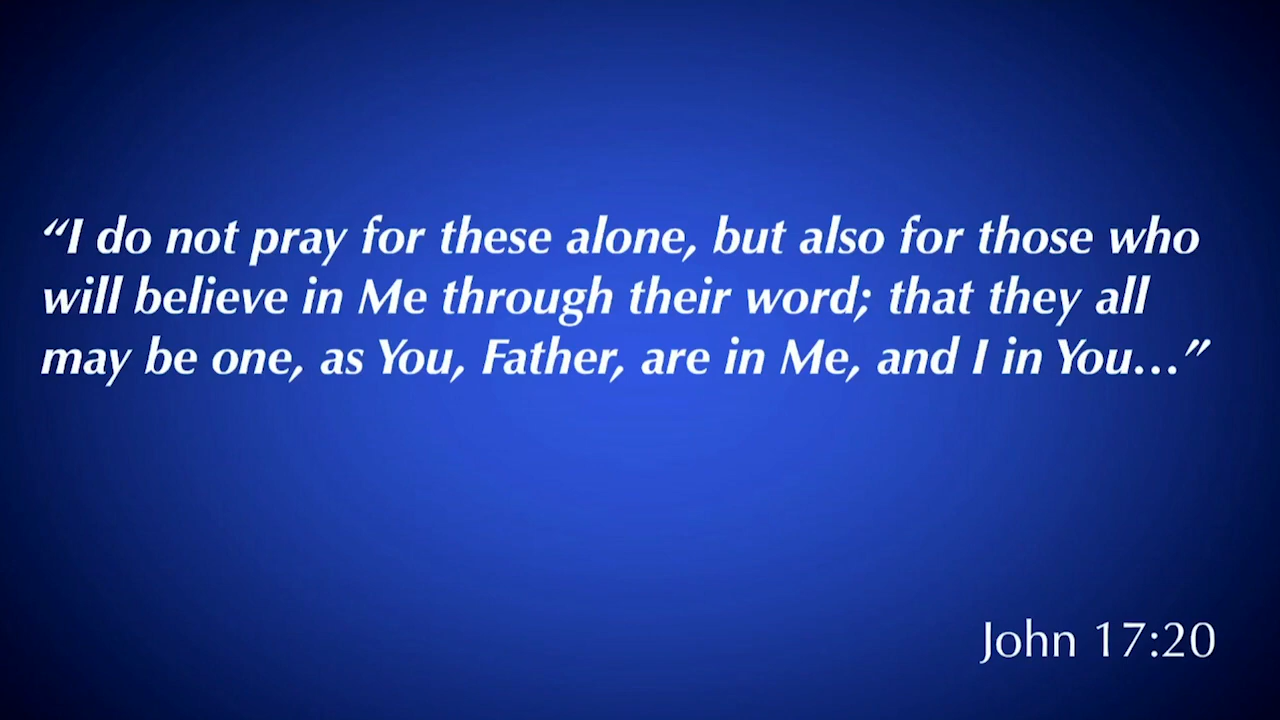 “I do not pray for these alone, but also for those who
will believe in Me through their word; that they all
may be one, as You, Father, are in Me, and I in You...”
John 17:20